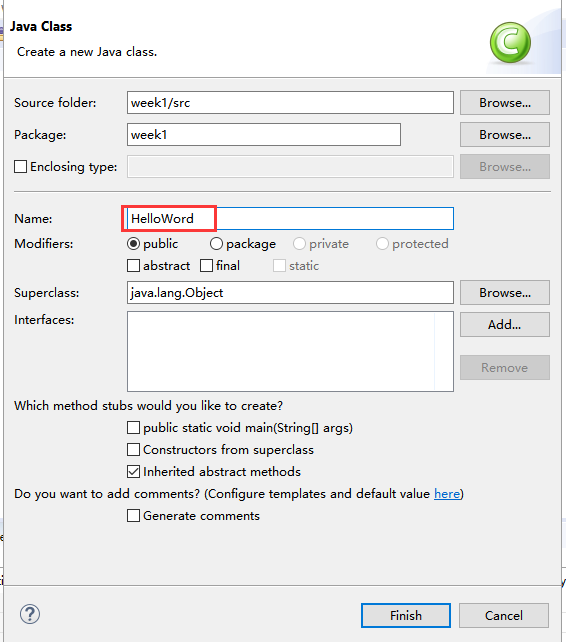 Java Class
Create a new Java class.
Source folder: week1/src Browse...
Package: week1 Browse...
Enclosing type: Browse...
Name: HelloWord
Modifiers: public package private protected
abstract final static
Superclass: java.lang.Object Browse...
Interfaces: Add...
Remove
Which method stubs would you like to create?
public static void main(String[] args)
Constructors from superclass
Inherited abstract methods
Do you want to add comments? (Configure templates and default value here)
Generate comments
? Finish Cancel